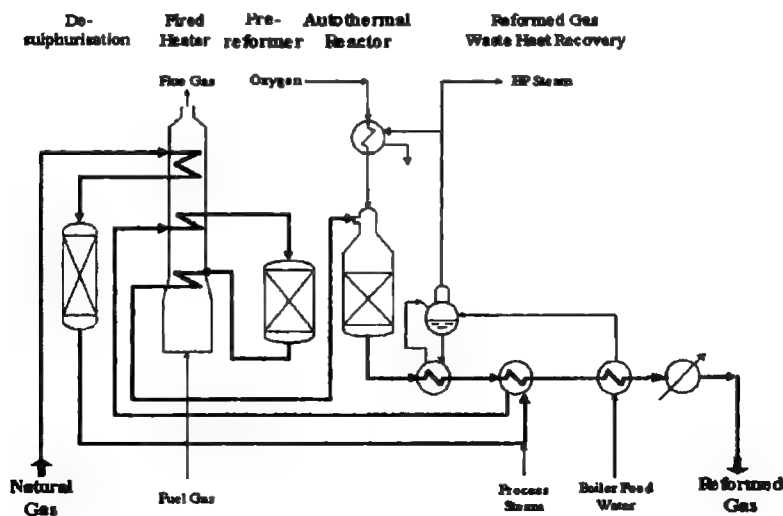 De-
sulphurisation
Fired
Heater
Pre-
reformer
Autothermal
Reactor
Reformed Gas
Waste Heat Recovery
Flue Gas
Oxygen
HP Steam
Natural
Gas
Fuel Gas
Process
Steam
Boiler Feed
Water
Reformed
Gas